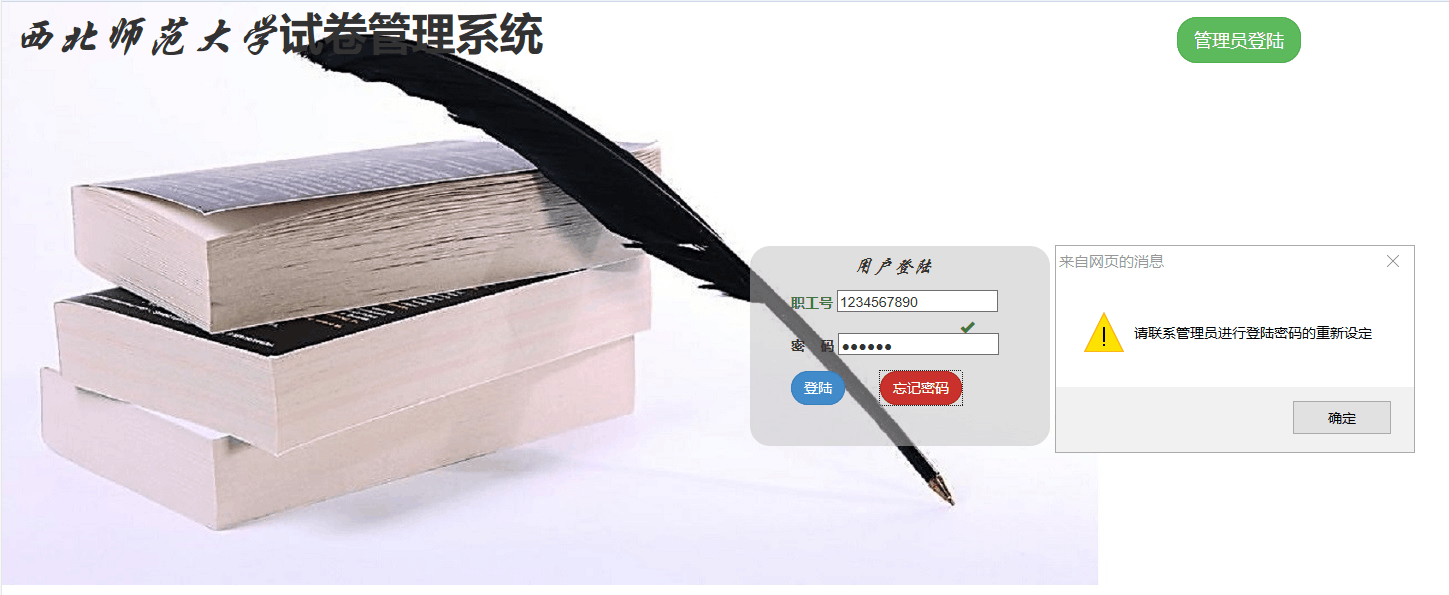 西北师范大学试卷管理系统
管理员登陆
用户登陆
职工号 1234567890
密 码 ●●●●●●
登陆 忘记密码
来自网页的消息
请联系管理员进行登陆密码的重新设定
确定